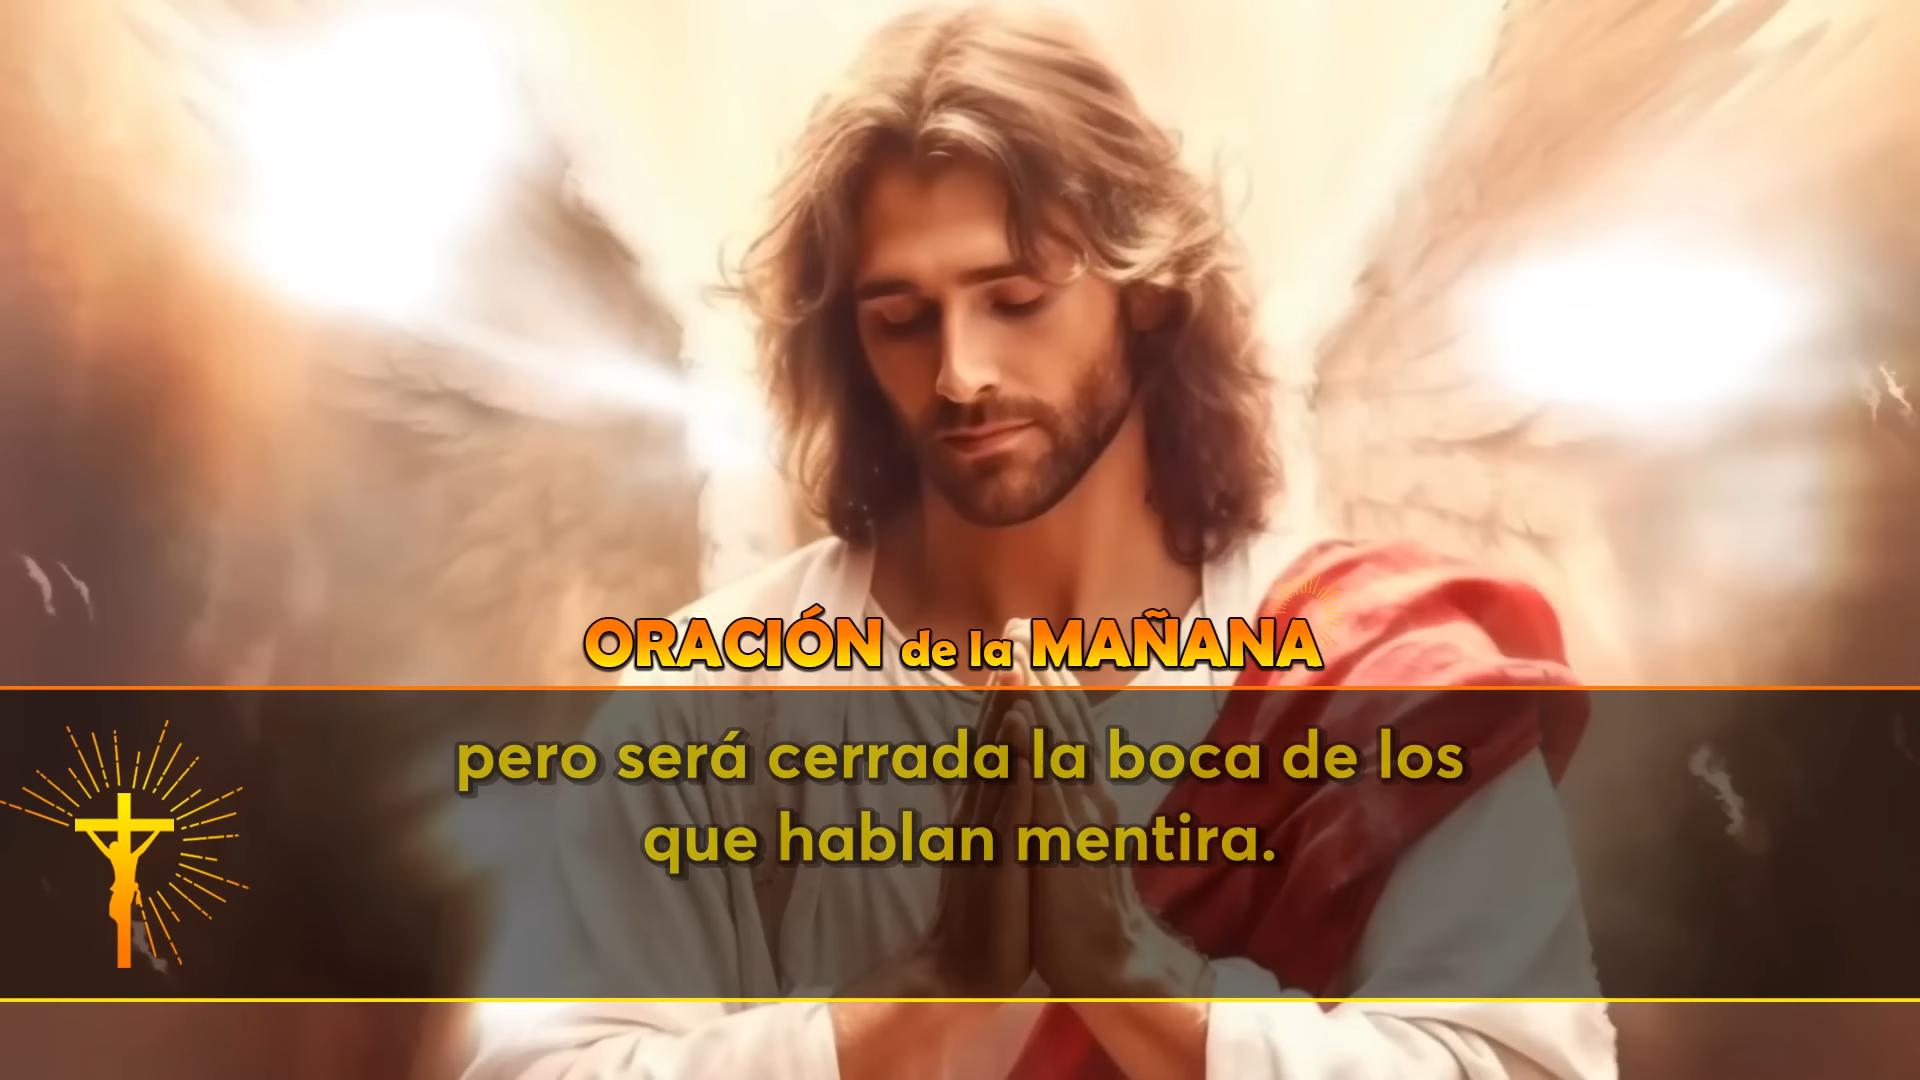 ORACIÓN de la MAÑANA
pero será cerrada la boca de los
que hablan mentira.